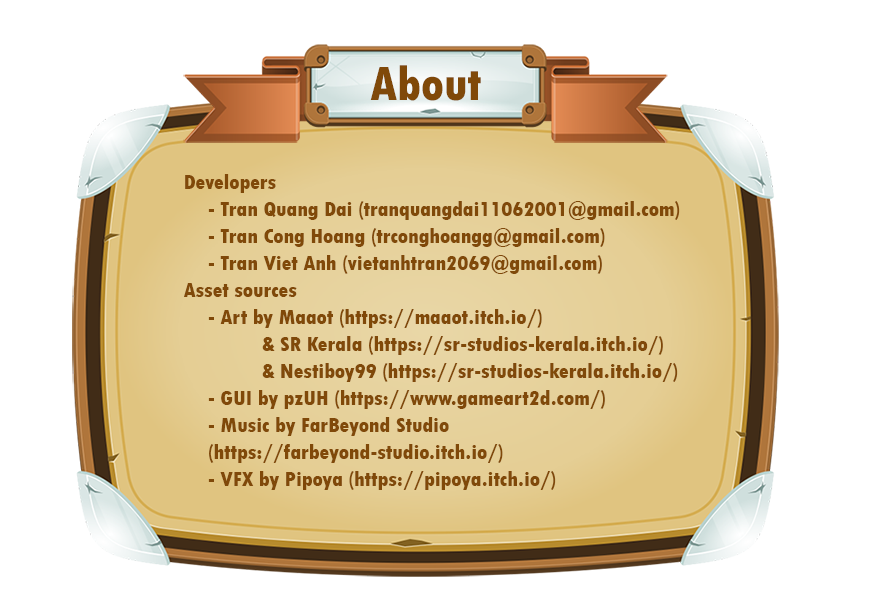 About
Developers
- Tran Quang Dai (tranquangdai11062001@gmail.com)
- Tran Cong Hoang (trconghoangg@gmail.com)
- Tran Viet Anh (vietanhtran2069@gmail.com)
Asset sources
- Art by Maaot (https://maaot.itch.io/)
& SR Kerala (https://sr-studios-kerala.itch.io/)
& Nestiboy99 (https://sr-studios-kerala.itch.io/)
- GUI by pzUH (https://www.gameart2d.com/)
- Music by FarBeyond Studio
(https://farbeyond-studio.itch.io/)
- VFX by Pipoya (https://pipoya.itch.io/)